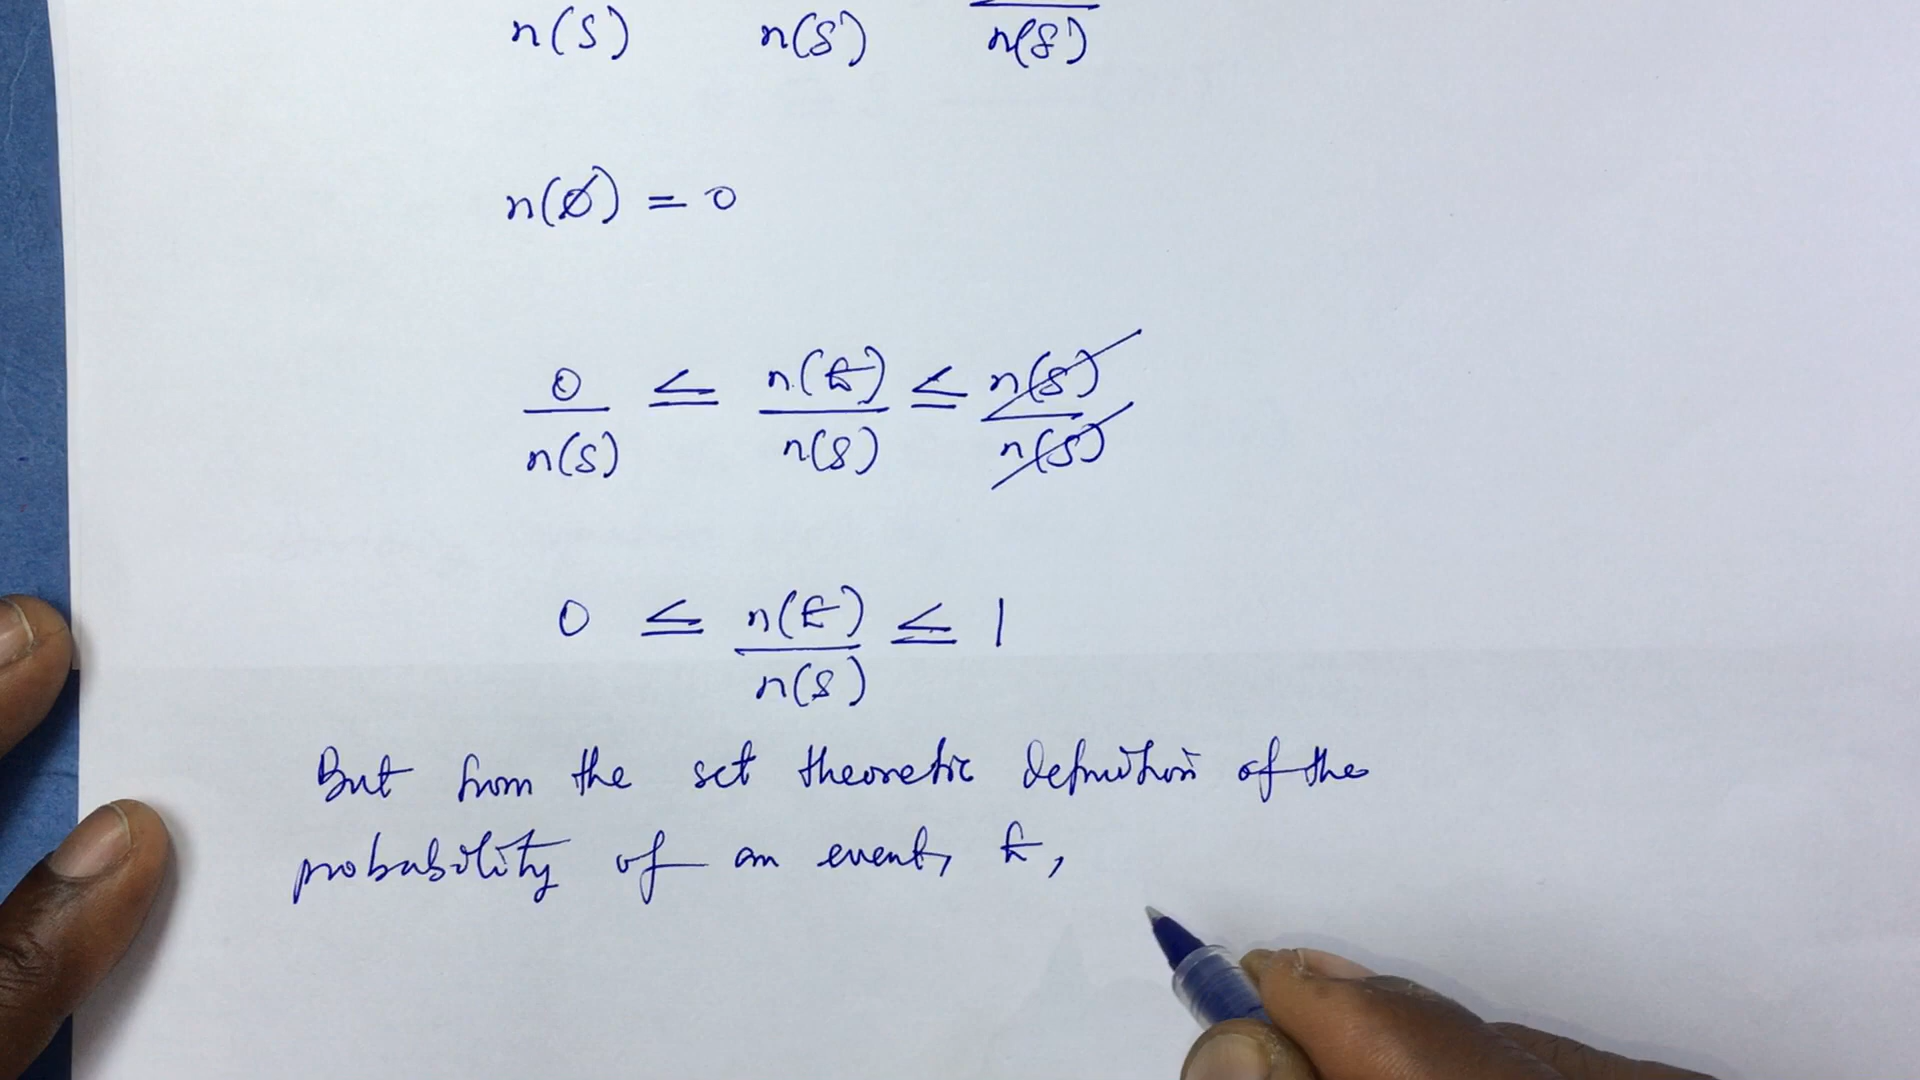 n(S) n(S) n(S)
n(Ø) = 0
0/n(S) ≤ n(E)/n(S) ≤ n(S)/n(S)
0 ≤ n(E)/n(S) ≤ 1
But from the set theoretic definition of the
probability of an event, E,